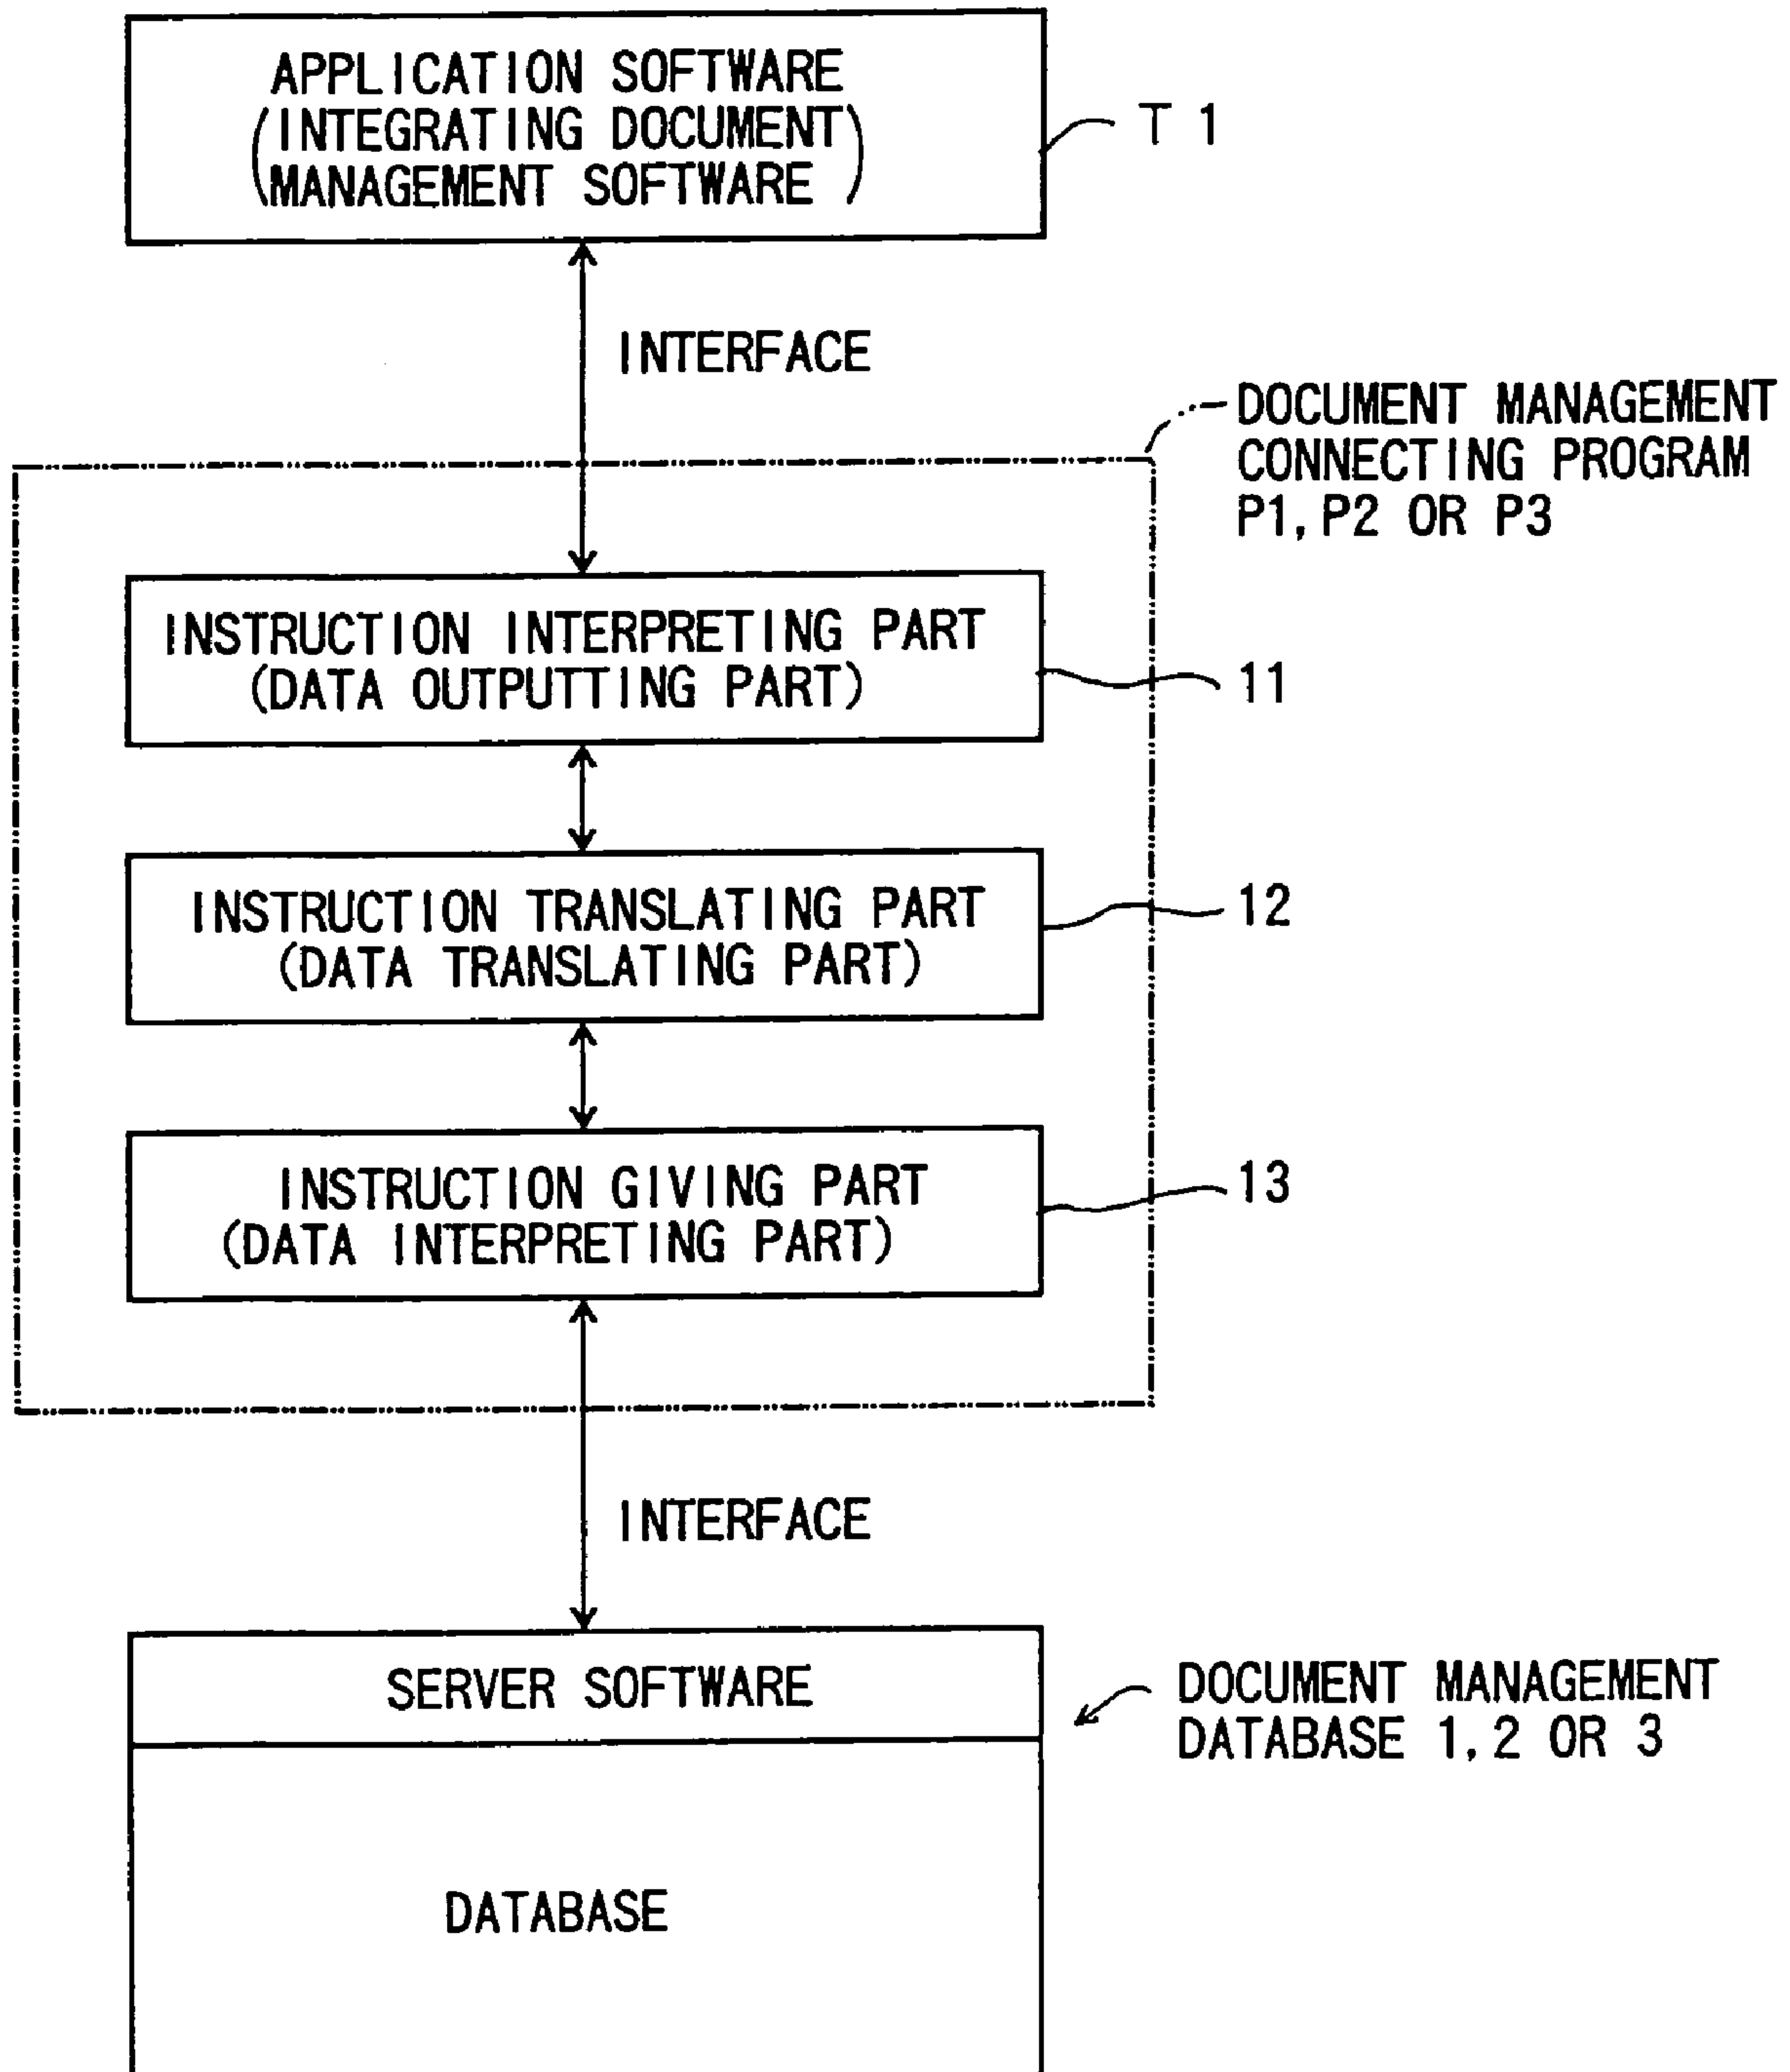 APPLICATION SOFTWARE
(INTEGRATING DOCUMENT
MANAGEMENT SOFTWARE)
T1
INTERFACE
DOCUMENT MANAGEMENT
CONNECTING PROGRAM
P1, P2 OR P3
INSTRUCTION INTERPRETING PART
(DATA OUTPUTTING PART)
11
INSTRUCTION TRANSLATING PART
(DATA TRANSLATING PART)
12
INSTRUCTION GIVING PART
(DATA INTERPRETING PART)
13
INTERFACE
SERVER SOFTWARE
DOCUMENT MANAGEMENT
DATABASE 1, 2 OR 3
DATABASE